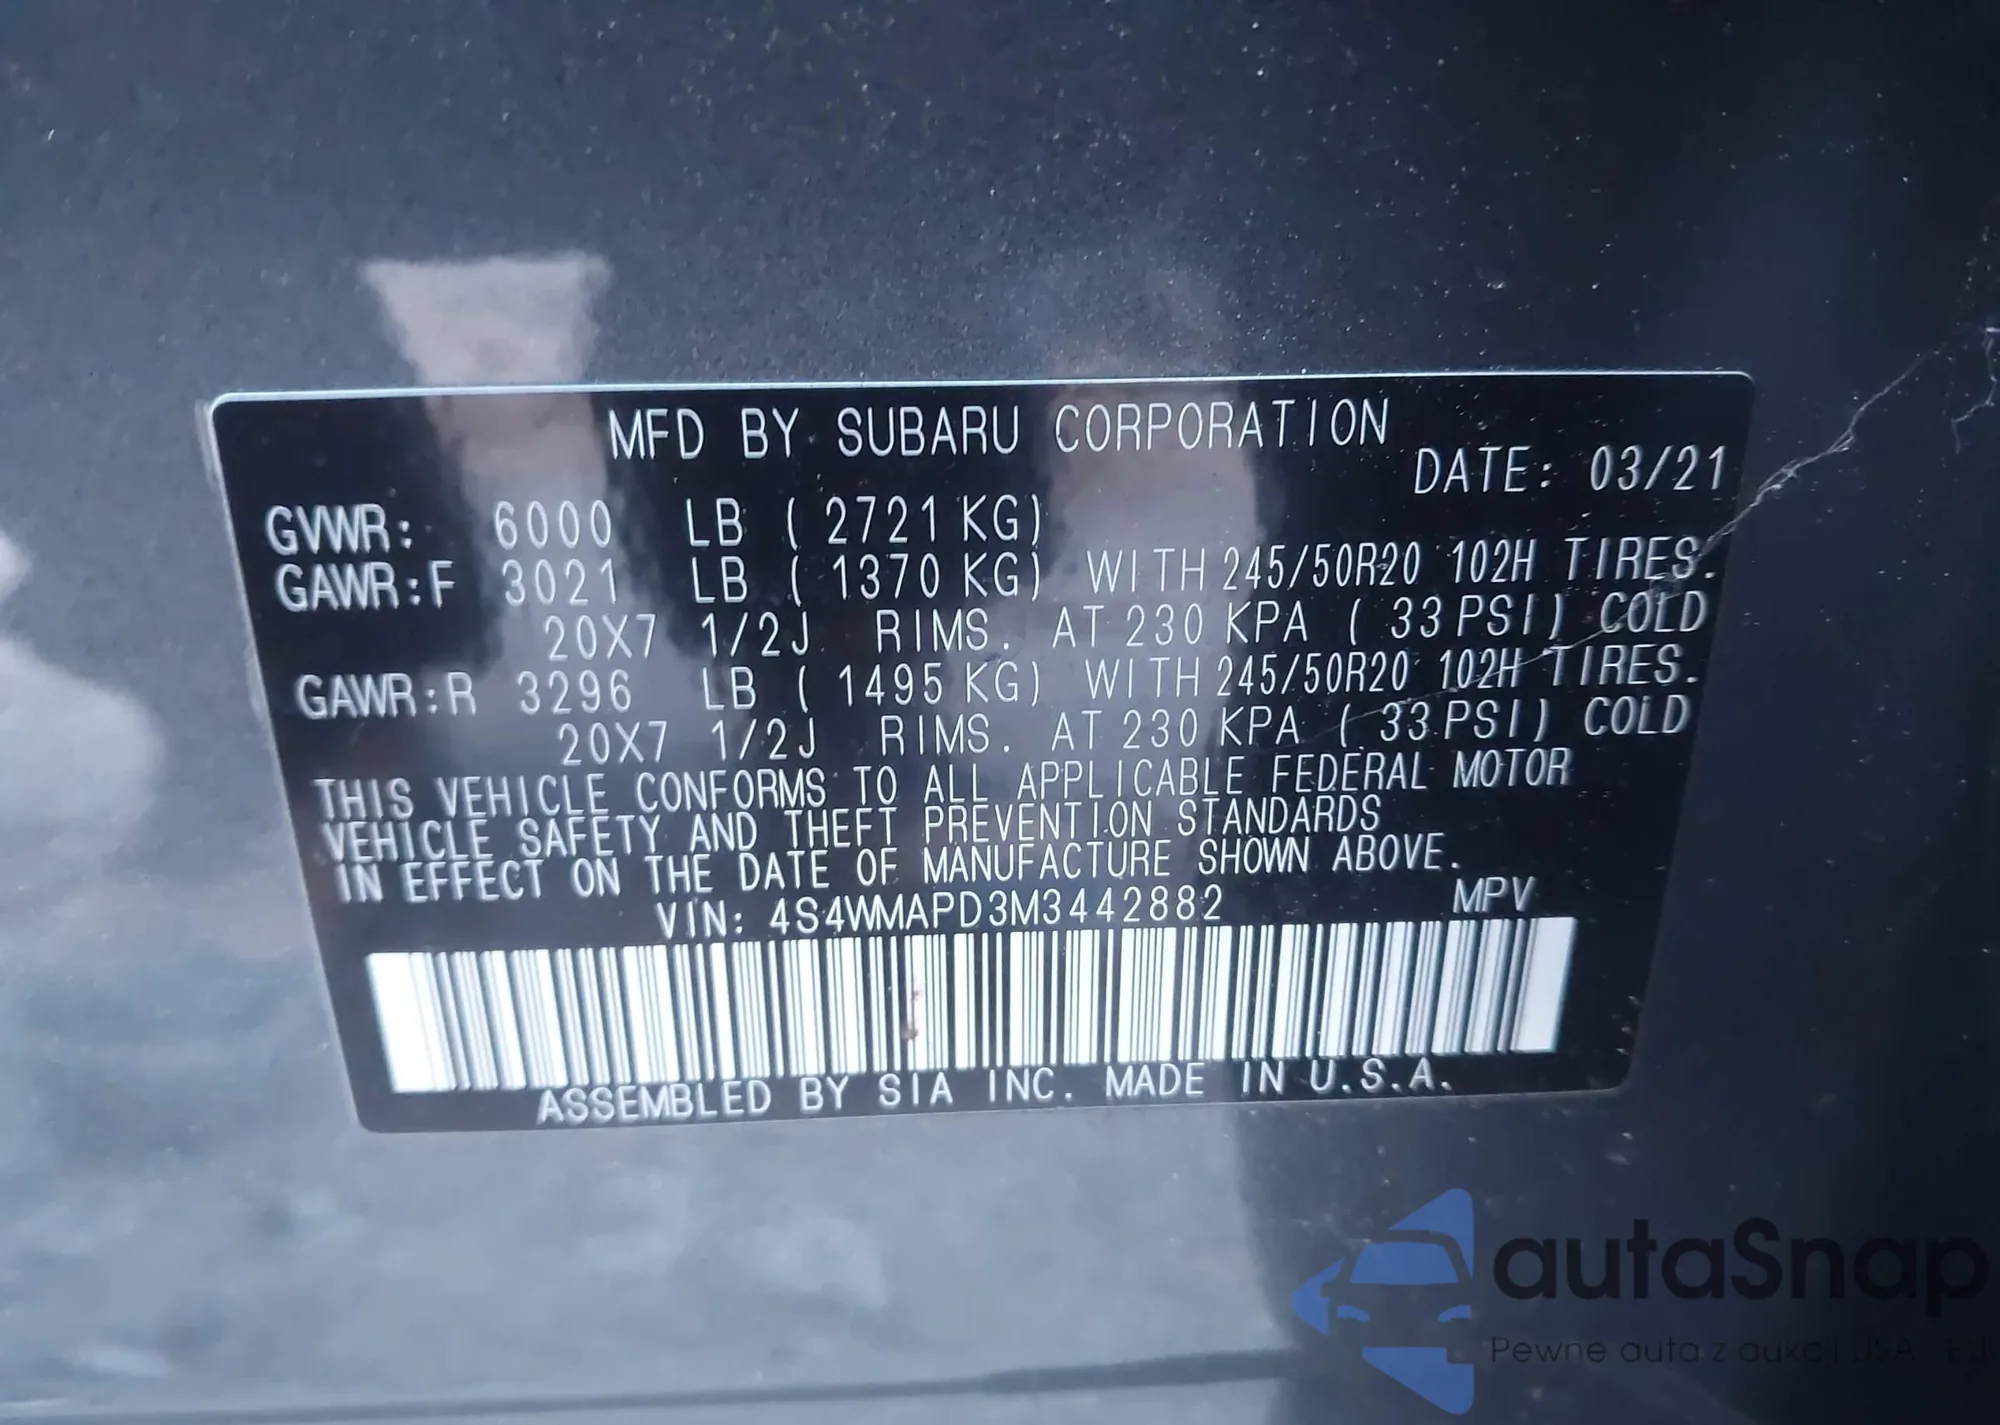 MFD BY SUBARU CORPORATION
DATE: 03/21
GVWR: 6000 LB ( 2721 KG)
GAWR:F 3021 LB ( 1370 KG) WITH 245/50R20 102H TIRES.
20X7 1/2J RIMS. AT 230 KPA ( 33 PSI) COLD
GAWR:R 3296 LB ( 1495 KG) WITH 245/50R20 102H TIRES.
20X7 1/2J RIMS. AT 230 KPA ( 33 PSI) COLD
THIS VEHICLE CONFORMS TO ALL APPLICABLE FEDERAL MOTOR
VEHICLE SAFETY AND THEFT PREVENTION STANDARDS
IN EFFECT ON THE DATE OF MANUFACTURE SHOWN ABOVE.
VIN: 4S4WMAPD3M3442882 MPV
ASSEMBLED BY SIA INC. MADE IN U.S.A.
autaSnap
Pewne auta z aukcji USA